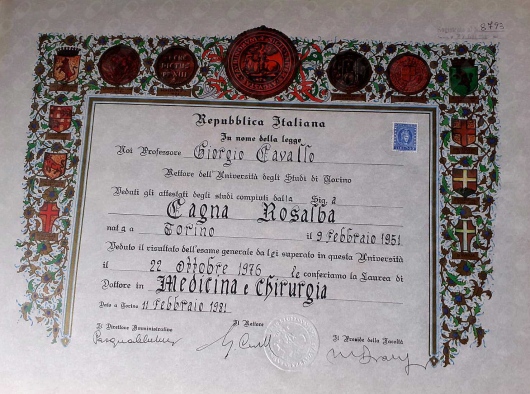 8793
Repubblica Italiana
In nome della legge
Noi Professore Giorgio Cavallo
Rettore dell'Università degli Studi di Torino
Veduti gli attestati degli studi compiuti dalla Sig.a
Cagna Rosalba
nata a Torino il 9 Febbraio 1951
Veduto il risultato dell'esame generale da lei superato in questa Università
il 22 Ottobre 1976 le conferiamo la Laurea di
Dottore in Medicina e Chirurgia
Dato a Torino 11 Febbraio 1981
Il Direttore Amministrativo Il Rettore Il Preside della Facoltà